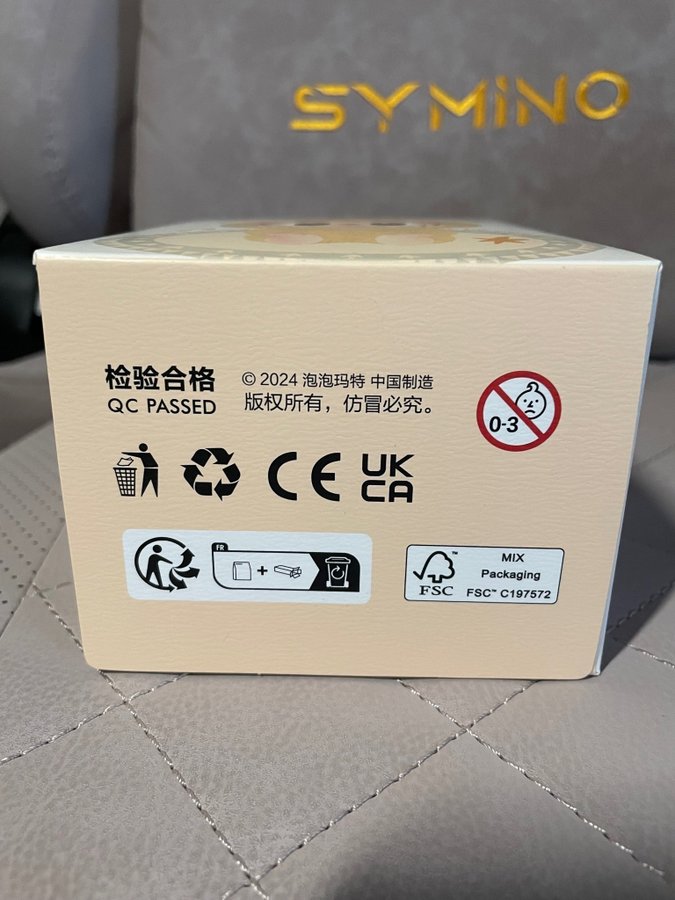 SYMINO
检验合格
QC PASSED
© 2024 泡泡玛特 中国制造
版权所有，仿冒必究。
0-3
CE
UK
CA
FR
+
FSC™
MIX
Packaging
FSC™ C197572